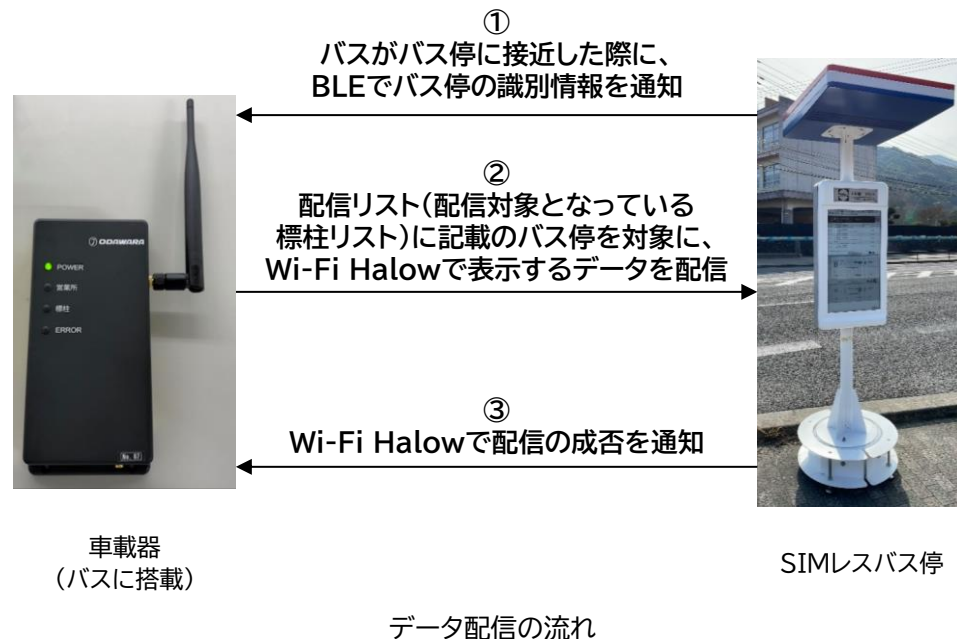 ①
バスがバス停に接近した際に、
BLEでバス停の識別情報を通知
②
配信リスト(配信対象となっている
標柱リスト)に記載のバス停を対象に、
Wi-Fi Halowで表示するデータを配信
③
Wi-Fi Halowで配信の成否を通知
ODAWARA
POWER
営業所
標柱
ERROR
No. 67
車載器
(バスに搭載)
SIMレスバス停
データ配信の流れ